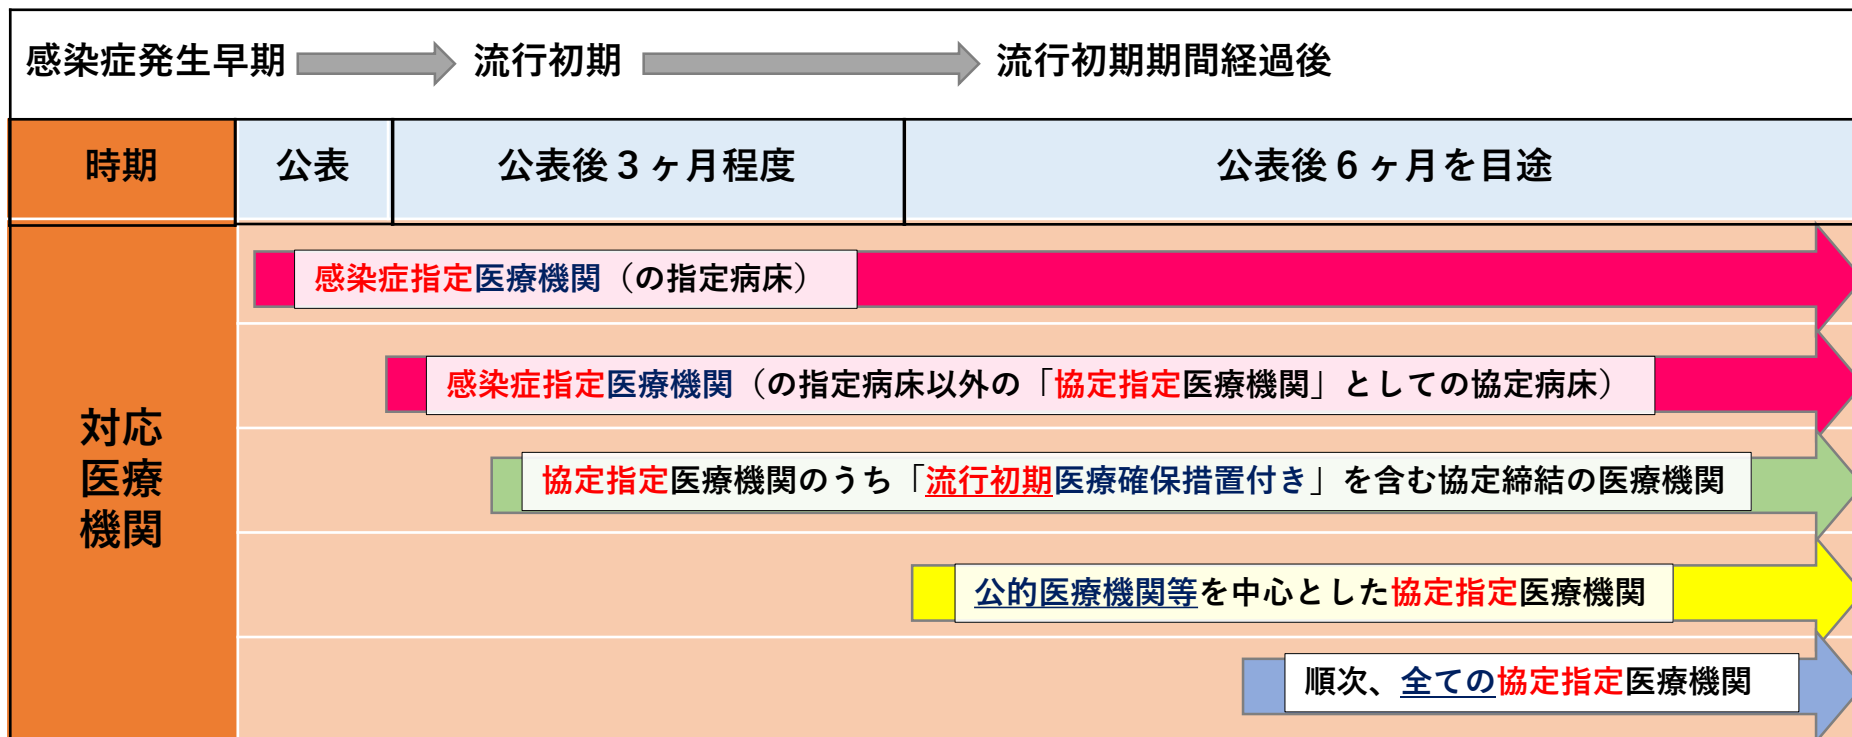 感染症発生早期 流行初期 流行初期期間経過後
時期 公表 公表後３ヶ月程度 公表後６ヶ月を目途
対応
医療
機関
感染症指定医療機関（の指定病床）
感染症指定医療機関（の指定病床以外の「協定指定医療機関」としての協定病床）
協定指定医療機関のうち「流行初期医療確保措置付き」を含む協定締結の医療機関
公的医療機関等を中心とした協定指定医療機関
順次、全ての協定指定医療機関